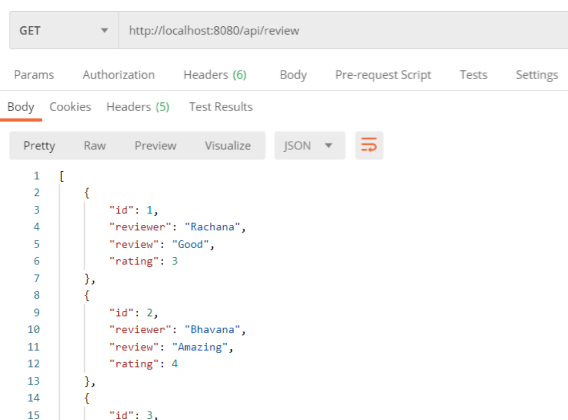 GET http://localhost:8080/api/review
Params Authorization Headers (6) Body Pre-request Script Tests Settings
Body Cookies Headers (5) Test Results
Pretty Raw Preview Visualize JSON
1 [
2 {
3 "id": 1,
4 "reviewer": "Rachana",
5 "review": "Good",
6 "rating": 3
7 },
8 {
9 "id": 2,
10 "reviewer": "Bhavana",
11 "review": "Amazing",
12 "rating": 4
13 },
14 {
15 "id": 3,